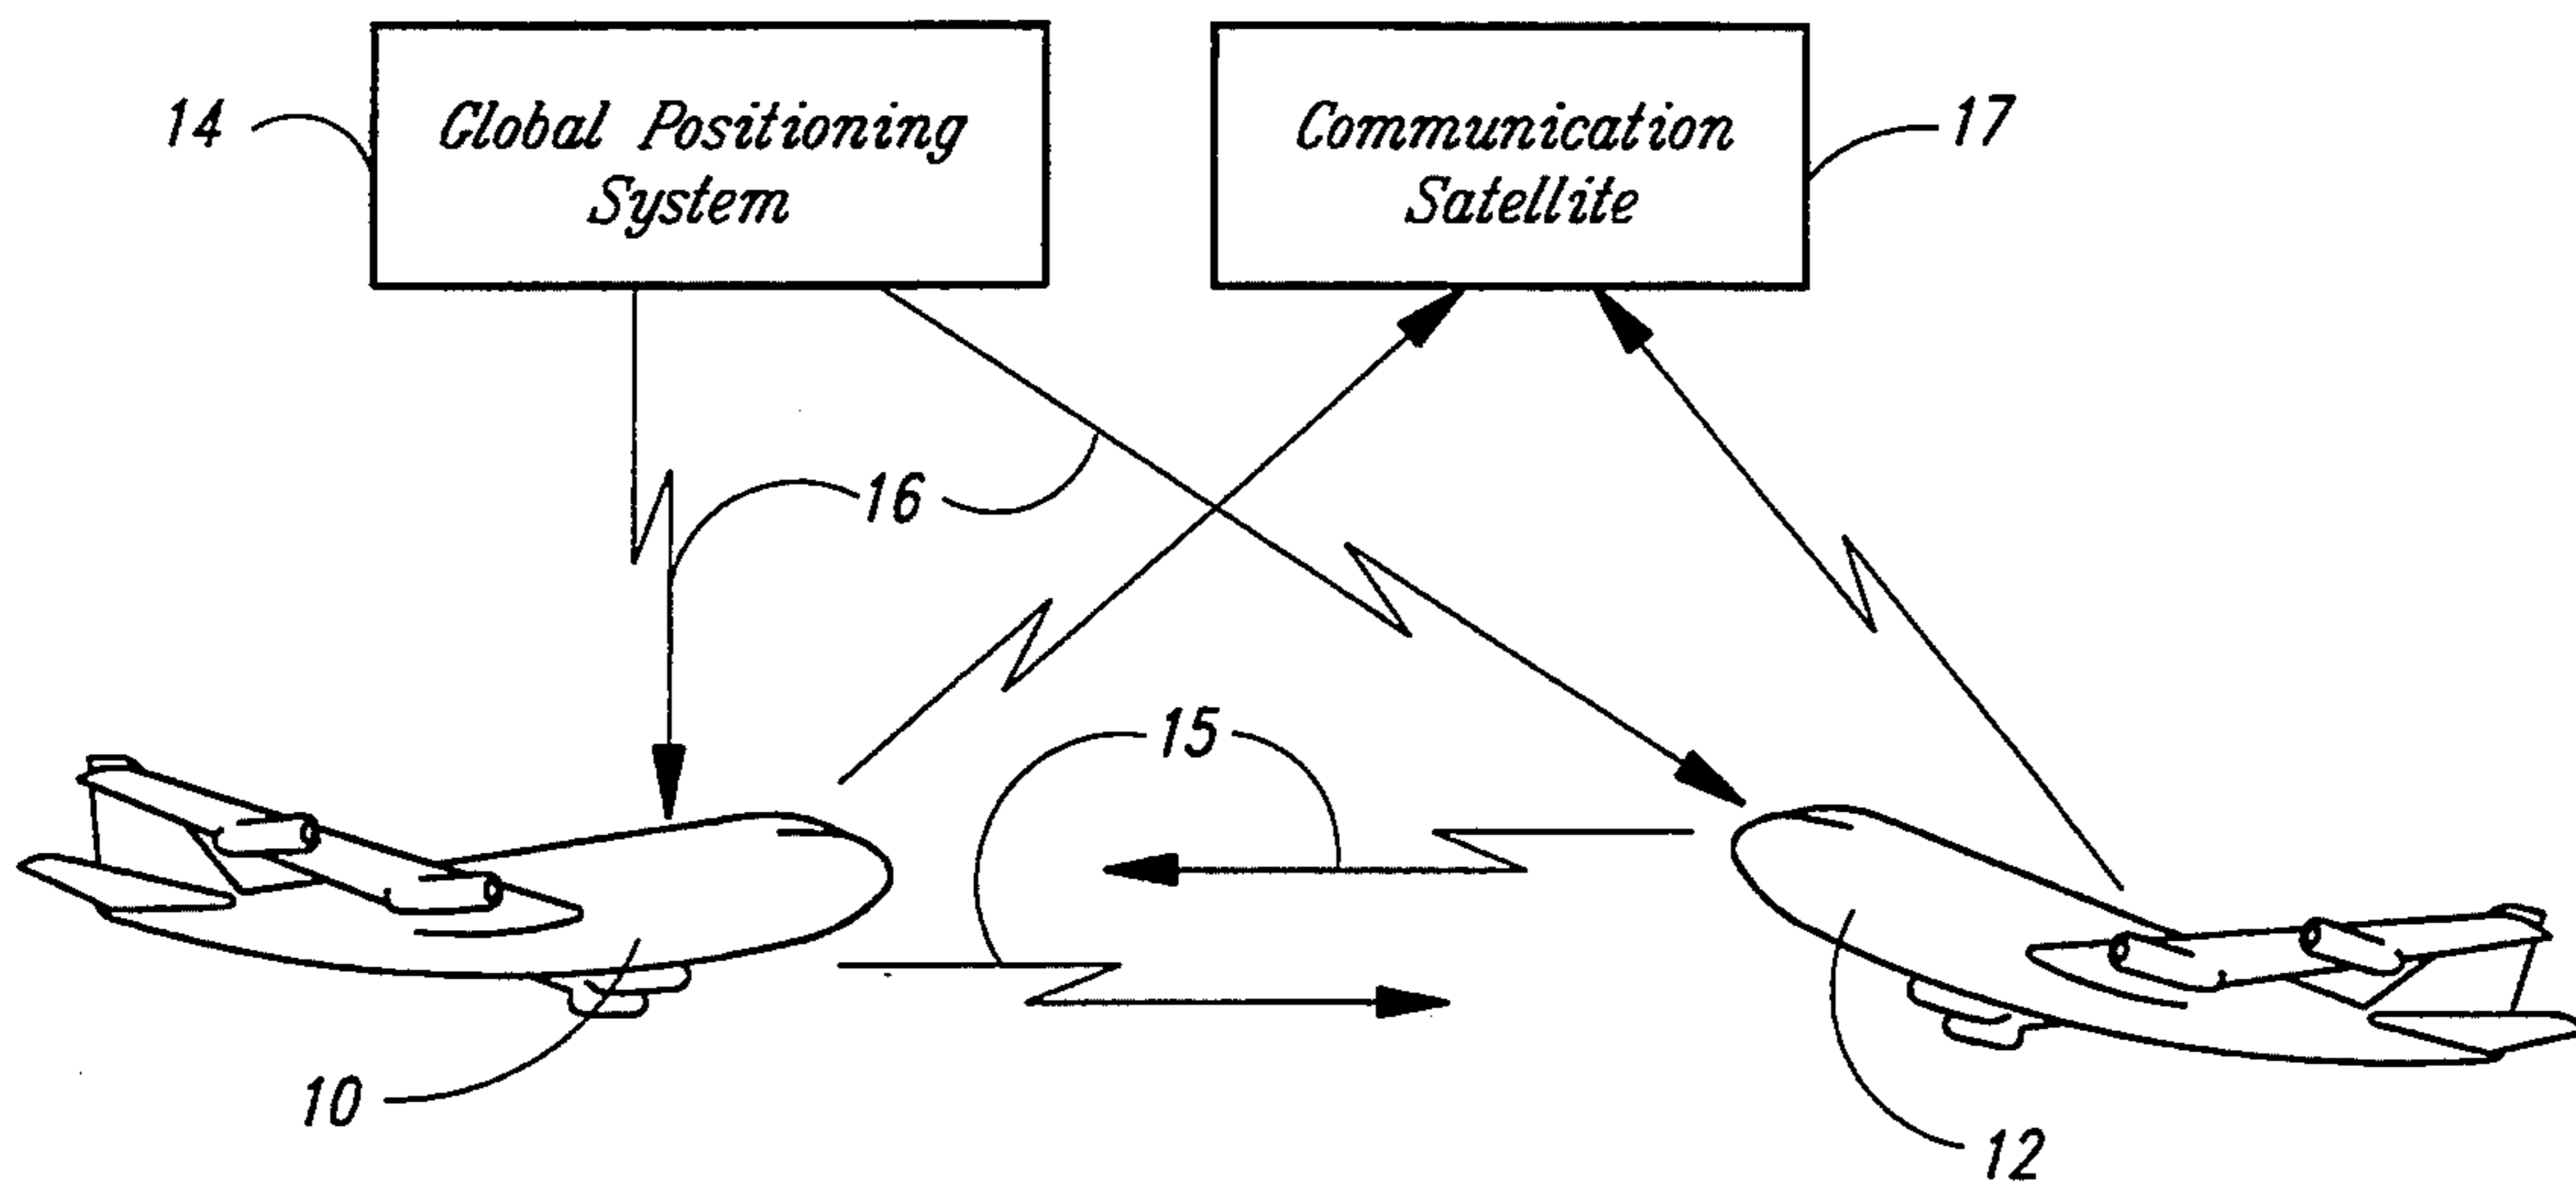 14
Global Positioning
System
Communication
Satellite
17
16
15
10
12